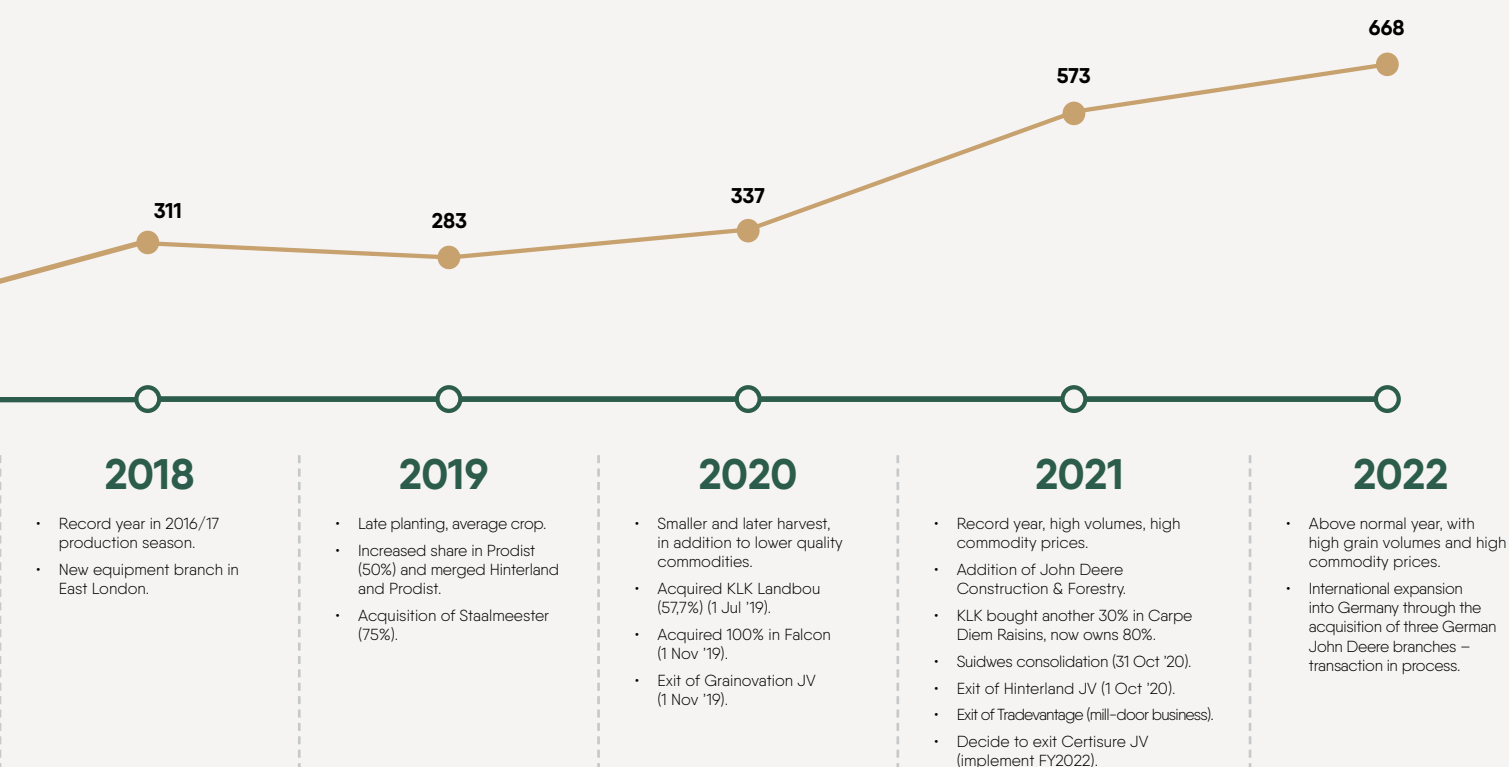 668
573
337
311
283
2018
• Record year in 2016/17
production season.
• New equipment branch in
East London.
2019
• Late planting, average crop.
• Increased share in Prodist
(50%) and merged Hinterland
and Prodist.
• Acquisition of Staalmeester
(75%).
2020
• Smaller and later harvest,
in addition to lower quality
commodities.
• Acquired KLK Landbou
(57,7%) (1 Jul ’19).
• Acquired 100% in Falcon
(1 Nov ’19).
• Exit of Grainovation JV
(1 Nov ’19).
2021
• Record year, high volumes, high
commodity prices.
• Addition of John Deere
Construction & Forestry.
• KLK bought another 30% in Carpe
Diem Raisins, now owns 80%.
• Suidwes consolidation (31 Oct ’20).
• Exit of Hinterland JV (1 Oct ’20).
• Exit of Tradevantage (mill-door business).
• Decide to exit Certisure JV
(implement FY2022).
2022
• Above normal year, with
high grain volumes and high
commodity prices.
• International expansion
into Germany through the
acquisition of three German
John Deere branches –
transaction in process.